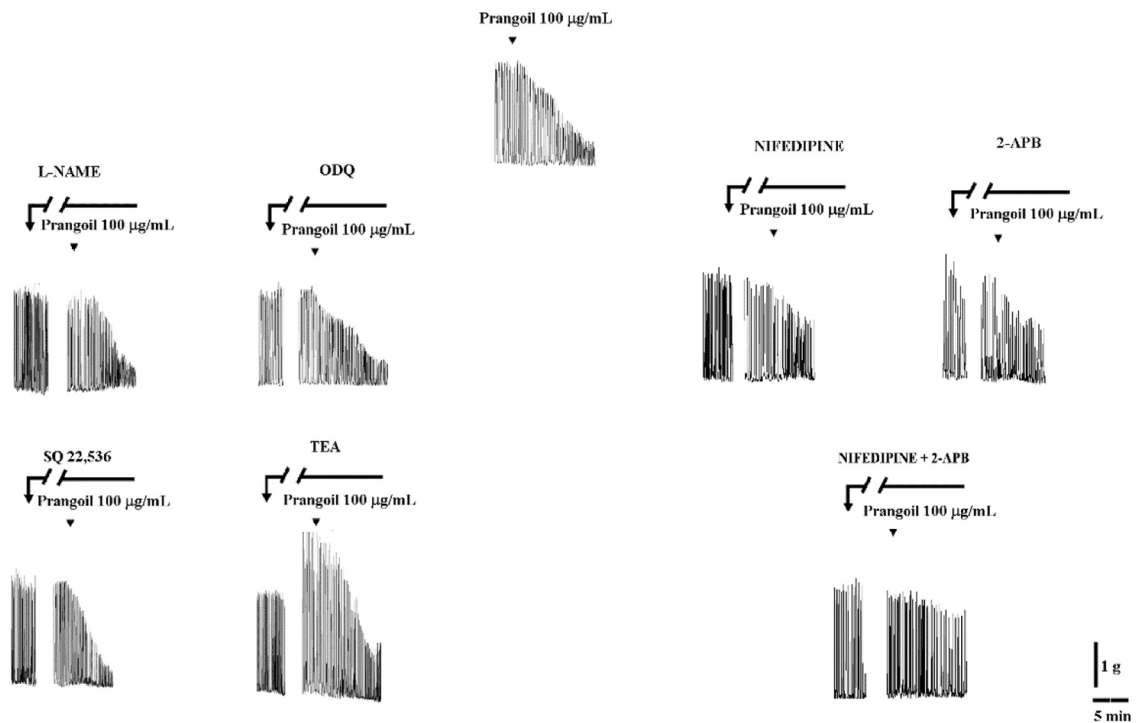 Prangoil 100 μg/mL
L-NAME
Prangoil 100 μg/mL
ODQ
Prangoil 100 μg/mL
NIFEDIPINE
Prangoil 100 μg/mL
2-APB
Prangoil 100 μg/mL
SQ 22,536
Prangoil 100 μg/mL
TEA
Prangoil 100 μg/mL
NIFEDIPINE + 2-APB
Prangoil 100 μg/mL
1 g
5 min